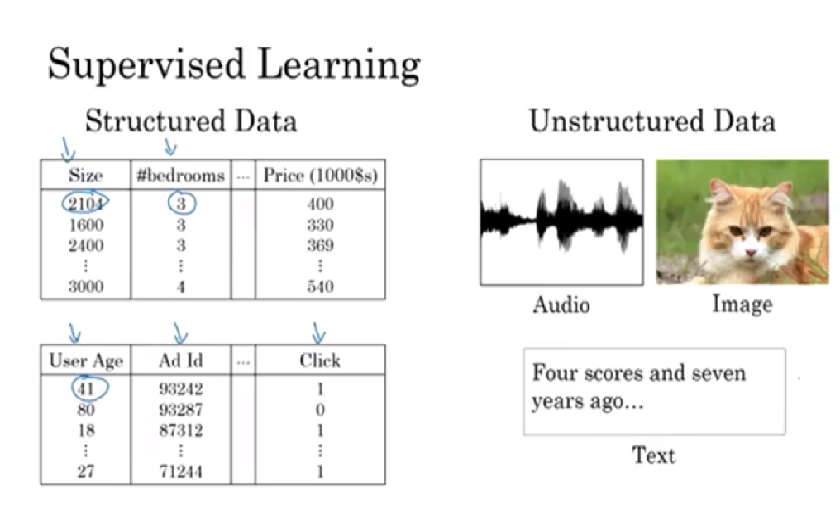 Supervised Learning
Structured Data
Size #bedrooms ... Price (1000$s)
2104 3 400
1600 3 330
2400 3 369
⋮ ⋮ ⋮
3000 4 540
User Age Ad Id ... Click
41 93242 1
80 93287 0
18 87312 1
⋮ ⋮ ⋮
27 71244 1
Unstructured Data
Audio
Image
Four scores and seven
years ago...
Text